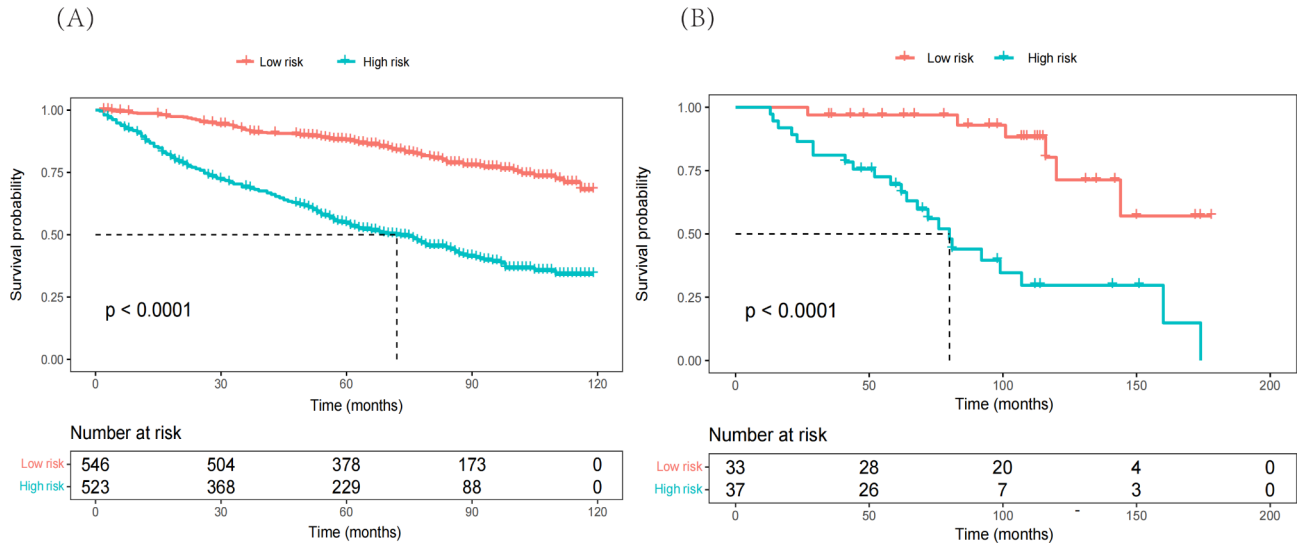 (A)
Low risk High risk
Survival probability
1.00
0.75
0.50
0.25
0.00
p < 0.0001
0 30 60 90 120
Time (months)
Number at risk
Low risk 546 504 378 173 0
High risk 523 368 229 88 0
0 30 60 90 120
Time (months)
(B)
Low risk High risk
Survival probability
1.00
0.75
0.50
0.25
0.00
p < 0.0001
0 50 100 150 200
Time (months)
Number at risk
Low risk 33 28 20 4 0
High risk 37 26 7 3 0
0 50 100 150 200
Time (months)